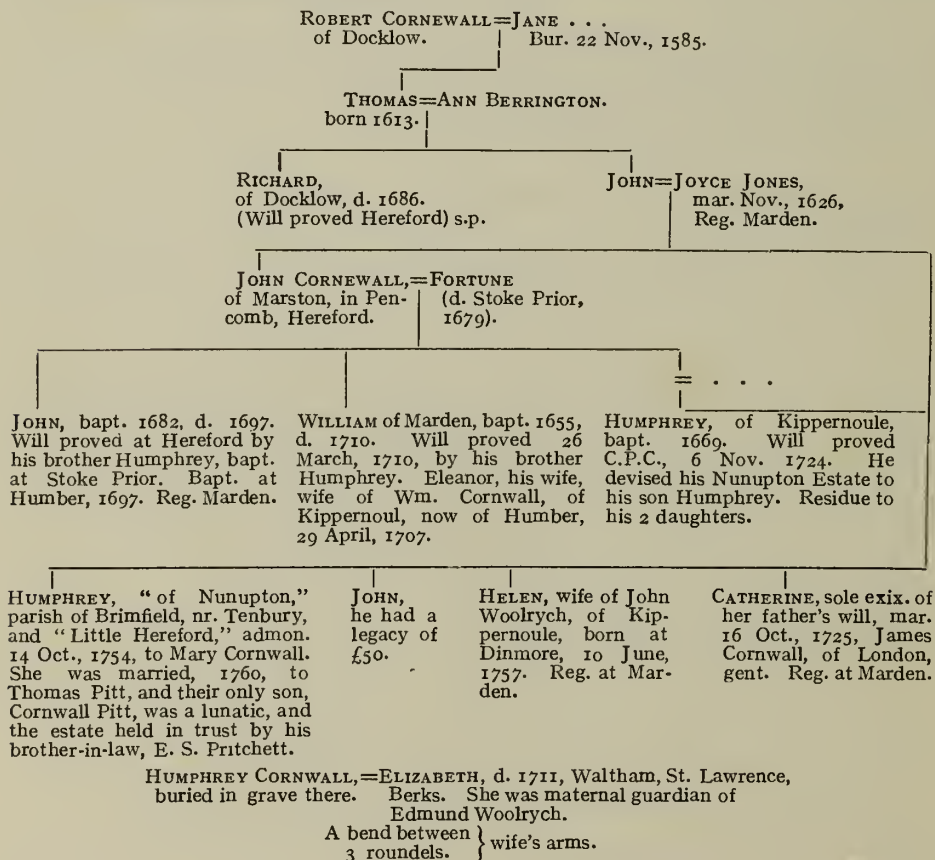 ROBERT CORNEWALL=JANE . . .
of Docklow.
Bur. 22 Nov., 1585.
THOMAS=ANN BERRINGTON.
born 1613.
RICHARD,
of Docklow, d. 1686.
(Will proved Hereford) s.p.
JOHN=JOYCE JONES,
mar. Nov., 1626,
Reg. Marden.
JOHN CORNEWALL,=FORTUNE
of Marston, in Pen-
comb, Hereford.
(d. Stoke Prior,
1679).
= . . .
JOHN, bapt. 1682, d. 1697.
Will proved at Hereford by
his brother Humphrey, bapt.
at Stoke Prior. Bapt. at
Humber, 1697. Reg. Marden.
WILLIAM of Marden, bapt. 1655,
d. 1710. Will proved 26
March, 1710, by his brother
Humphrey. Eleanor, his wife,
wife of Wm. Cornwall, of
Kippernoul, now of Humber,
29 April, 1707.
HUMPHREY, of Kippernoule,
bapt. 1669. Will proved
C.P.C., 6 Nov. 1724. He
devised his Nunupton Estate to
his son Humphrey. Residue to
his 2 daughters.
HUMPHREY, "of Nunupton,"
parish of Brimfield, nr. Tenbury,
and "Little Hereford," admon.
14 Oct., 1754, to Mary Cornwall.
She was married, 1760, to
Thomas Pitt, and their only son,
Cornwall Pitt, was a lunatic, and
the estate held in trust by his
brother-in-law, E. S. Pritchett.
JOHN,
he had a
legacy of
£50.
HELEN, wife of John
Woolrych, of Kip-
pernoule, born at
Dinmore, 10 June,
1757. Reg. at Mar-
den.
CATHERINE, sole exix. of
her father's will, mar.
16 Oct., 1725, James
Cornwall, of London,
gent. Reg. at Marden.
HUMPHREY CORNWALL,=ELIZABETH, d. 1711, Waltham, St. Lawrence,
buried in grave there. Berks. She was maternal guardian of
Edmund Woolrych.
A bend between } wife's arms.
3 roundels.